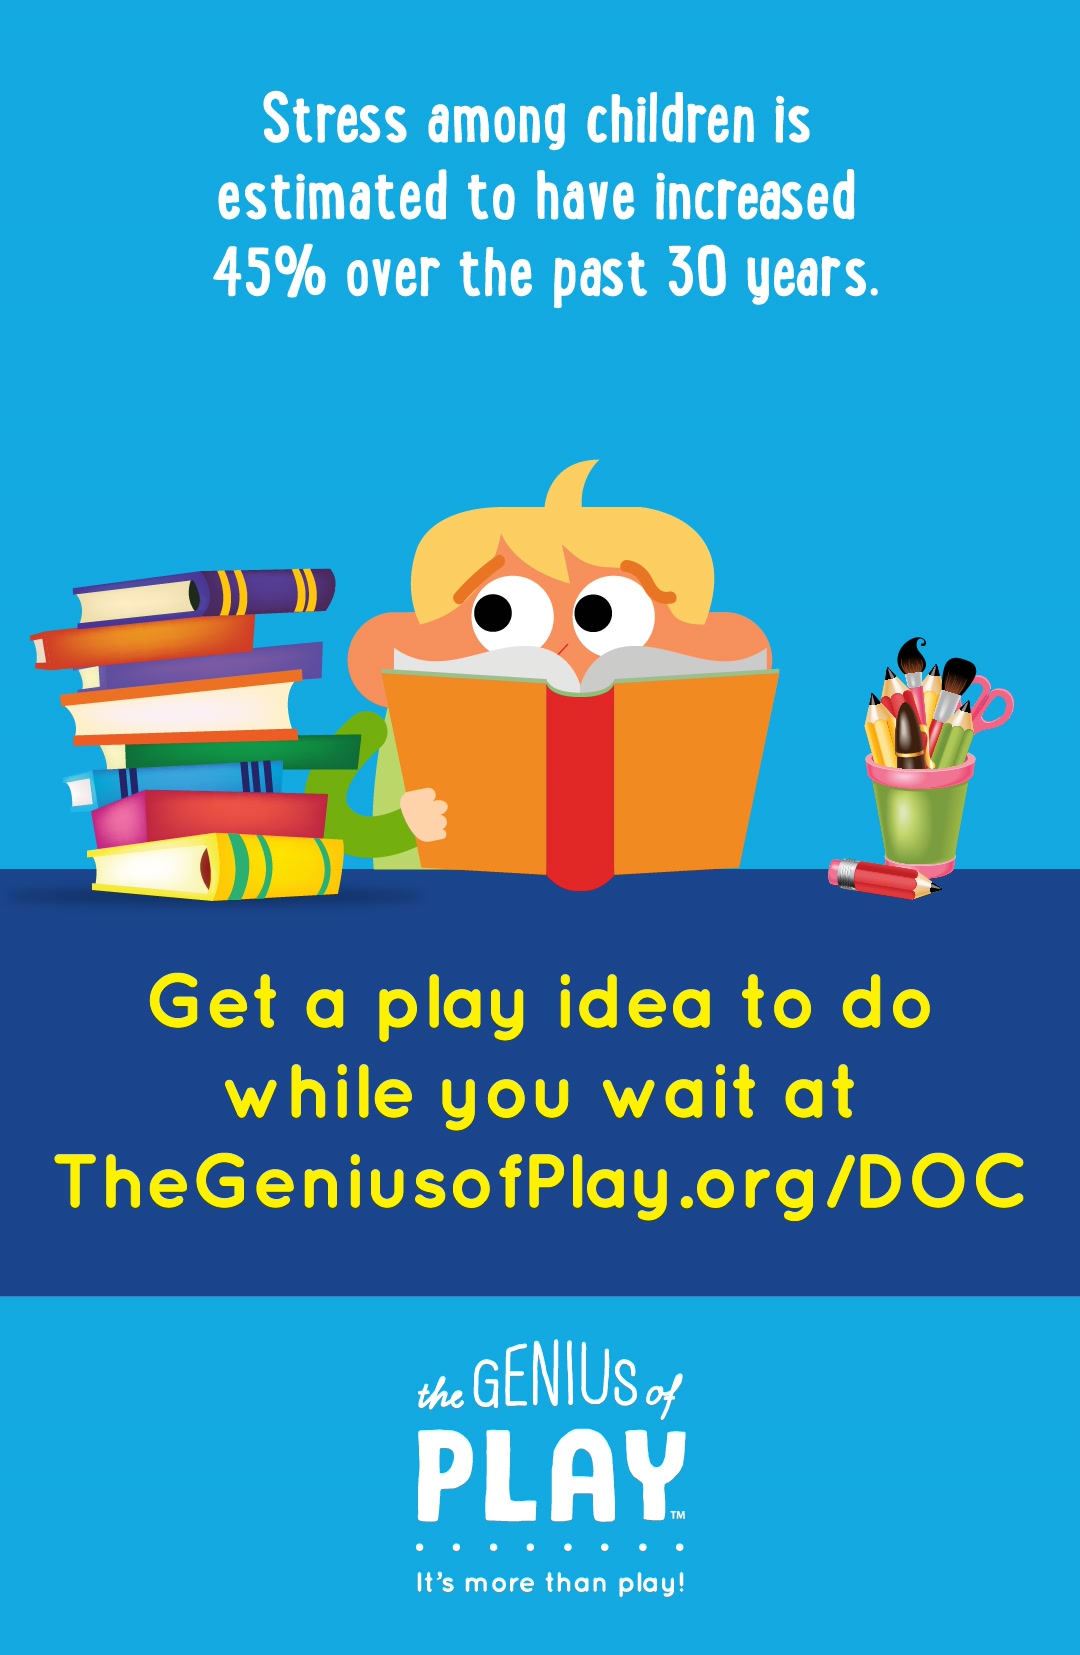 Stress among children is
estimated to have increased
45% over the past 30 years.
Get a play idea to do
while you wait at
TheGeniusofPlay.org/DOC
the GENIUS of
PLAY™
It's more than play!